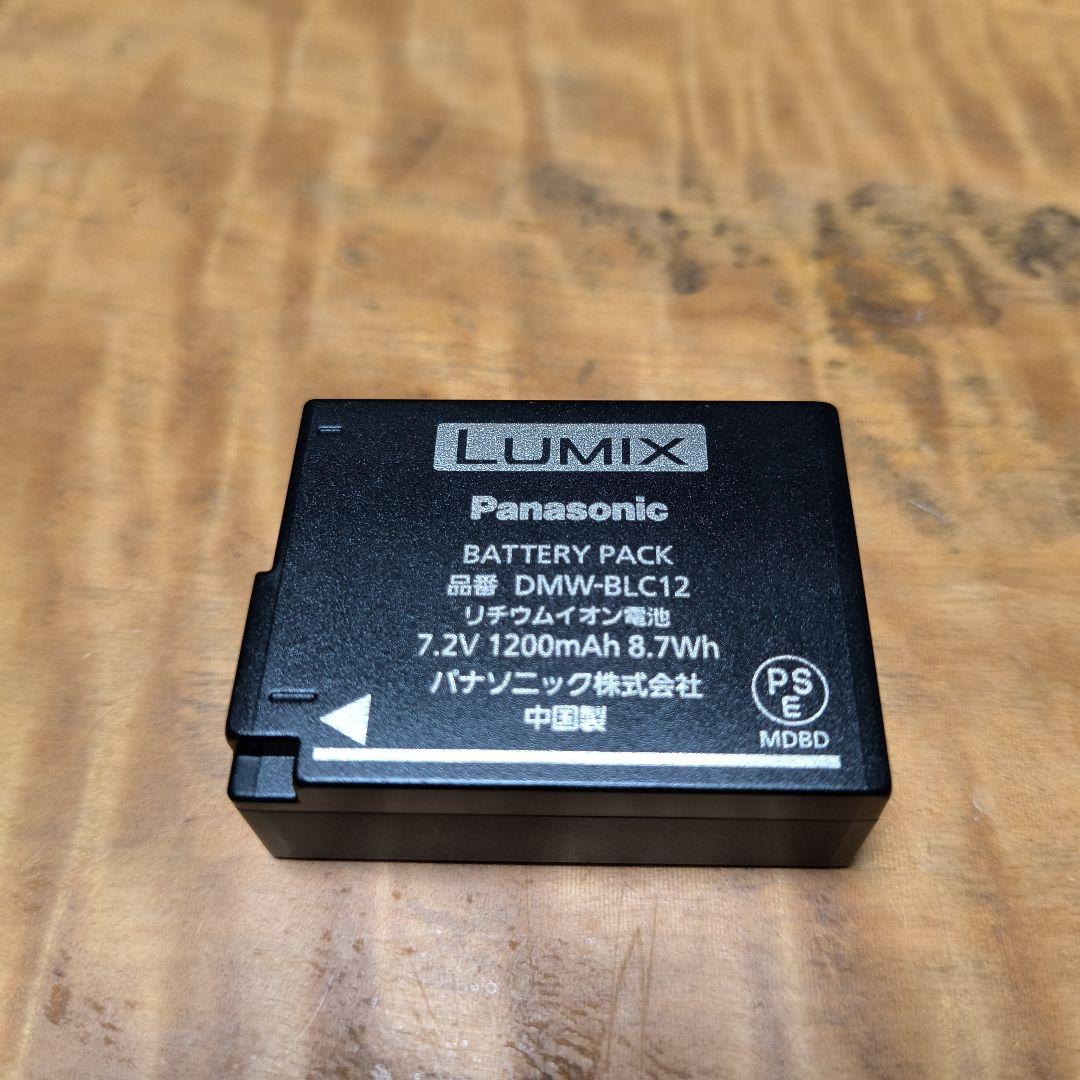 LUMIX
Panasonic
BATTERY PACK
品番 DMW-BLC12
リチウムイオン電池
7.2V 1200mAh 8.7Wh
パナソニック株式会社
中国製
PS
E
MDBD